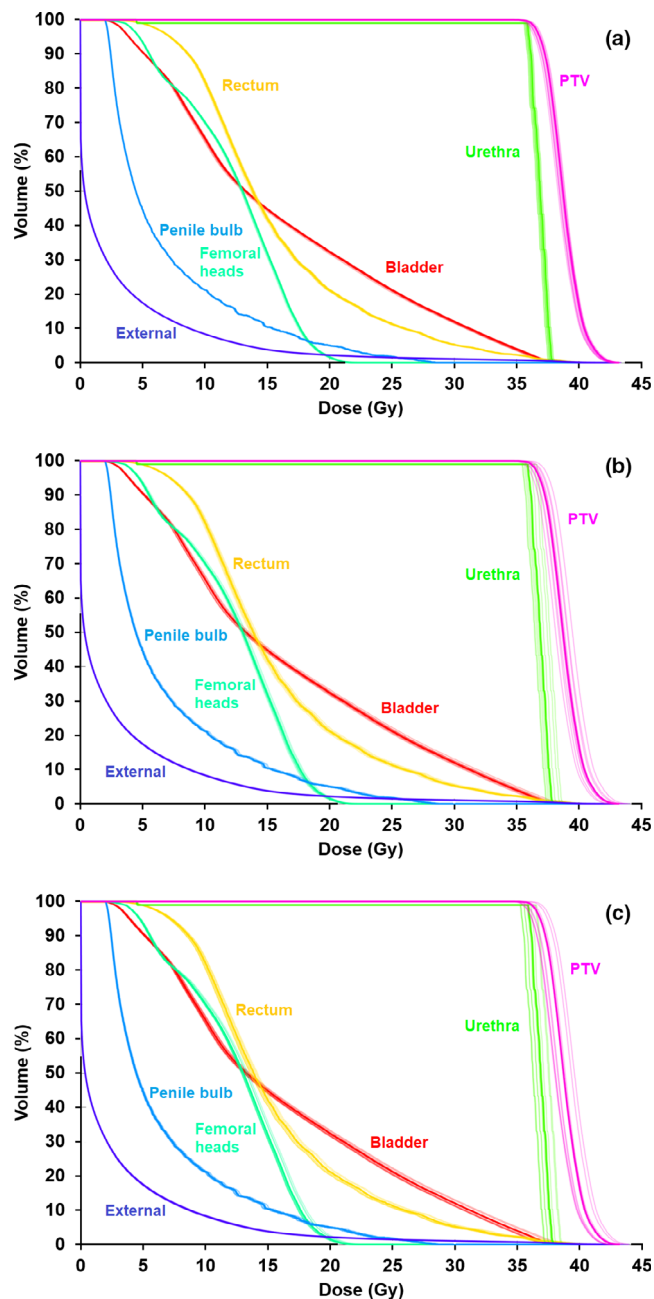 (a)
100
90
80
70
60
50
40
30
20
10
0
Volume (%)
PTV
Rectum
Urethra
Penile bulb
Femoral
heads
Bladder
External
0 5 10 15 20 25 30 35 40 45
Dose (Gy)
(b)
100
90
80
70
60
50
40
30
20
10
0
Volume (%)
PTV
Rectum
Urethra
Penile bulb
Femoral
heads
Bladder
External
0 5 10 15 20 25 30 35 40 45
Dose (Gy)
(c)
100
90
80
70
60
50
40
30
20
10
0
Volume (%)
PTV
Rectum
Urethra
Penile bulb
Femoral
heads
Bladder
External
0 5 10 15 20 25 30 35 40 45
Dose (Gy)